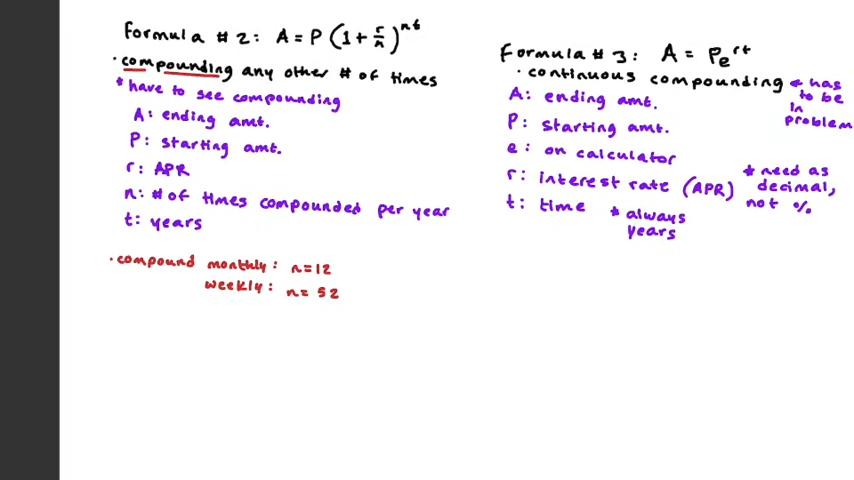 Formula # 2: A = P (1 + r/n)^nt
· compounding any other # of times
* have to see compounding
A: ending amt.
P: starting amt.
r: APR
n: # of times compounded per year
t: years
· compound monthly: n=12
weekly: n= 52
Formula # 3: A = Pe^rt
· continuous compounding ← has to be in problem
A: ending amt.
P: starting amt.
e: on calculator
r: interest rate (APR) * need as decimal, not %
t: time * always years